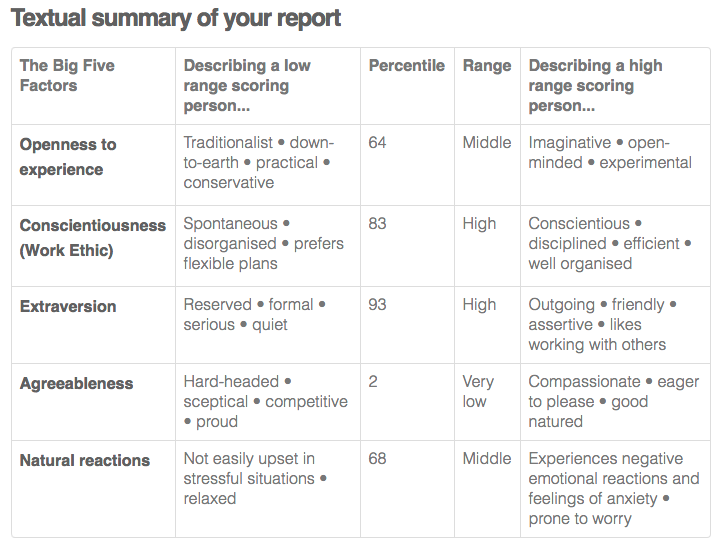 Textual summary of your report
The Big Five
Factors
Describing a low
range scoring
person...
Percentile
Range
Describing a high
range scoring
person...
Openness to
experience
Traditionalist • down-
to-earth • practical •
conservative
64
Middle
Imaginative • open-
minded • experimental
Conscientiousness
(Work Ethic)
Spontaneous •
disorganised • prefers
flexible plans
83
High
Conscientious •
disciplined • efficient •
well organised
Extraversion
Reserved • formal •
serious • quiet
93
High
Outgoing • friendly •
assertive • likes
working with others
Agreeableness
Hard-headed •
sceptical • competitive
• proud
2
Very
low
Compassionate • eager
to please • good
natured
Natural reactions
Not easily upset in
stressful situations •
relaxed
68
Middle
Experiences negative
emotional reactions and
feelings of anxiety •
prone to worry